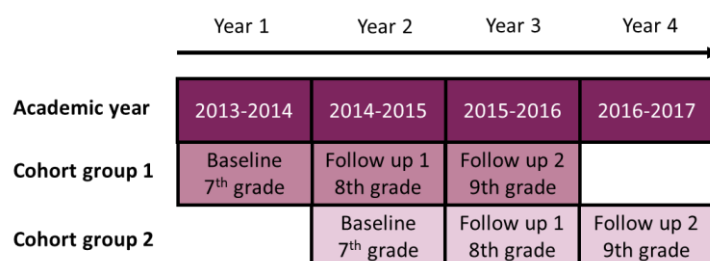 Year 1 Year 2 Year 3 Year 4
Academic year 2013-2014 2014-2015 2015-2016 2016-2017
Cohort group 1
Baseline Follow up 1 Follow up 2
7th grade 8th grade 9th grade
Cohort group 2
Baseline Follow up 1 Follow up 2
7th grade 8th grade 9th grade